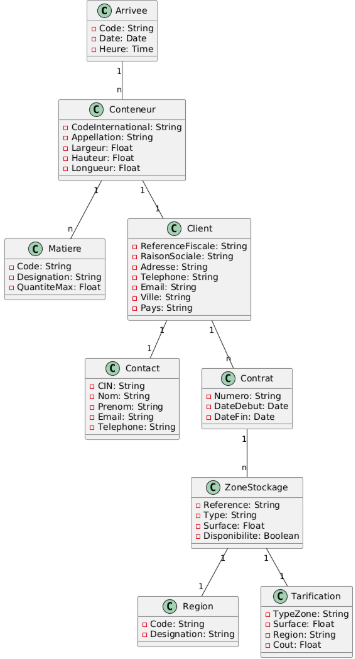 C Arrivee
Code: String
Date: Date
Heure: Time
1
n
C Conteneur
CodeInternational: String
Appellation: String
Largeur: Float
Hauteur: Float
Longueur: Float
1 1
n 1
C Matiere
Code: String
Designation: String
QuantiteMax: Float
C Client
ReferenceFiscale: String
RaisonSociale: String
Adresse: String
Telephone: String
Email: String
Ville: String
Pays: String
1 1
1 n
C Contact
CIN: String
Nom: String
Prenom: String
Email: String
Telephone: String
C Contrat
Numero: String
DateDebut: Date
DateFin: Date
1
n
C ZoneStockage
Reference: String
Type: String
Surface: Float
Disponibilite: Boolean
1 1
1 1
C Region
Code: String
Designation: String
C Tarification
TypeZone: String
Surface: Float
Region: String
Cout: Float